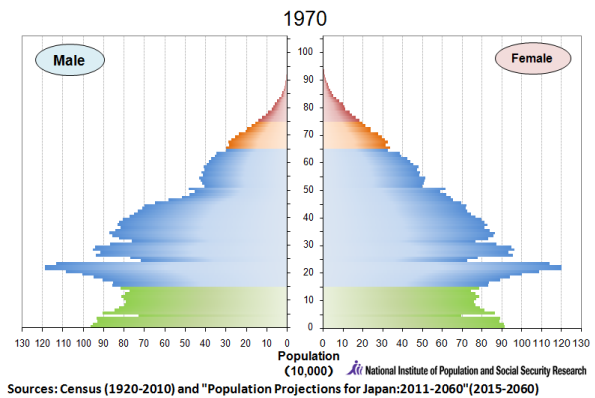 1970
Male
Female
100
90
80
70
60
50
40
30
20
10
0
130 120 110 100 90 80 70 60 50 40 30 20 10 0
0 10 20 30 40 50 60 70 80 90 100 110 120 130
Population
(10,000)
National Institute of Population and Social Security Research
Sources: Census (1920-2010) and "Population Projections for Japan:2011-2060"(2015-2060)